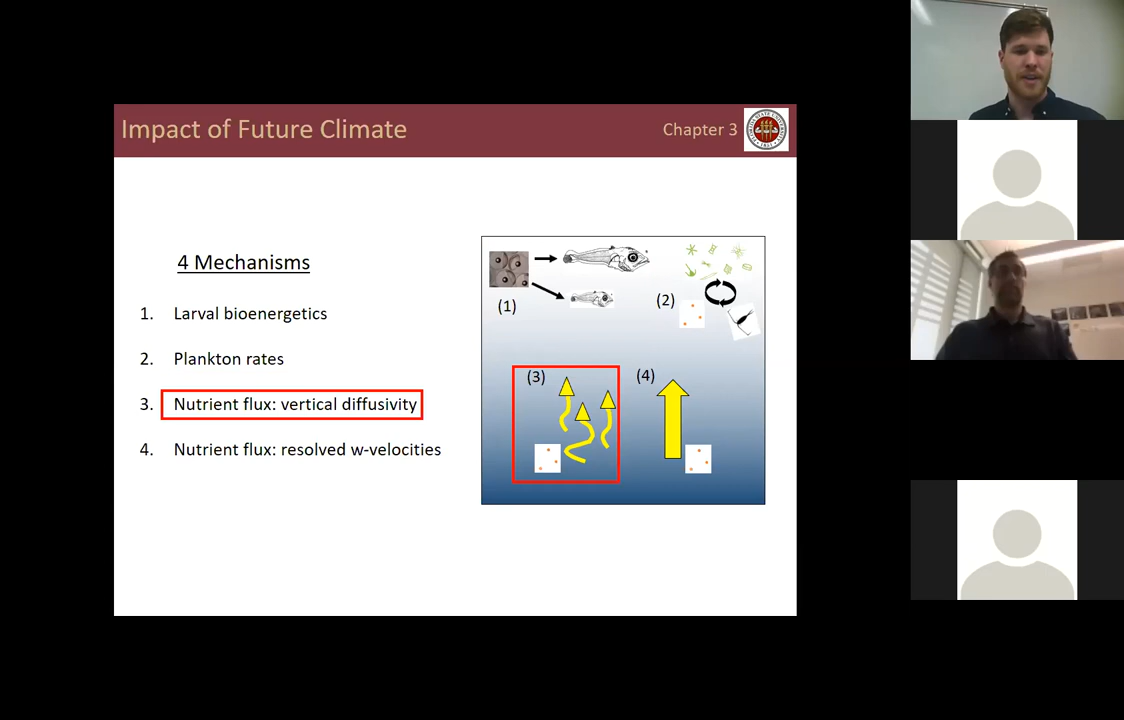 Impact of Future Climate
Chapter 3
4 Mechanisms
1. Larval bioenergetics
2. Plankton rates
3. Nutrient flux: vertical diffusivity
4. Nutrient flux: resolved w-velocities
(1)
(2)
(3)
(4)